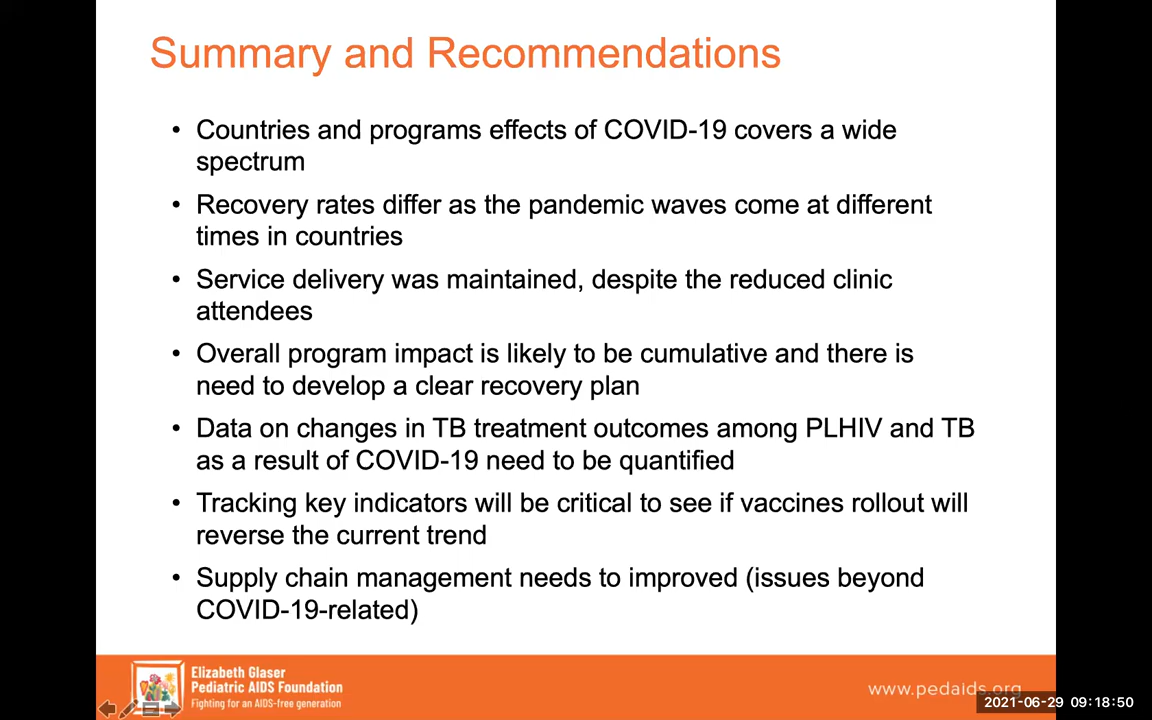 Summary and Recommendations
• Countries and programs effects of COVID-19 covers a wide
spectrum
• Recovery rates differ as the pandemic waves come at different
times in countries
• Service delivery was maintained, despite the reduced clinic
attendees
• Overall program impact is likely to be cumulative and there is
need to develop a clear recovery plan
• Data on changes in TB treatment outcomes among PLHIV and TB
as a result of COVID-19 need to be quantified
• Tracking key indicators will be critical to see if vaccines rollout will
reverse the current trend
• Supply chain management needs to improved (issues beyond
COVID-19-related)
Elizabeth Glaser
Pediatric AIDS Foundation
Fighting for an AIDS-free generation
www.pedaids.org
2021-06-29 09:18:50